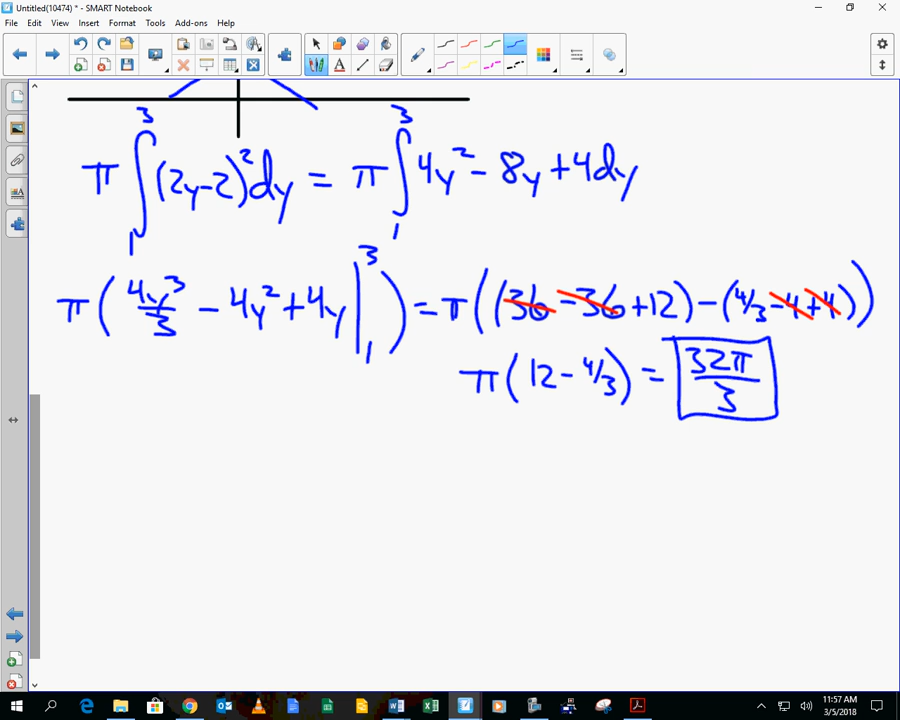 Untitled(10474) * - SMART Notebook
File Edit View Insert Format Tools Add-ons Help
π ∫₁³ (2y-2)² dy = π ∫₁³ 4y² - 8y + 4 dy
π ( 4y³/3 - 4y² + 4y |₁³ ) = π((36 - 36 + 12) - (4/3 - 4 + 4))
π ( 12 - 4/3 ) = 32π/3
11:57 AM
3/5/2018